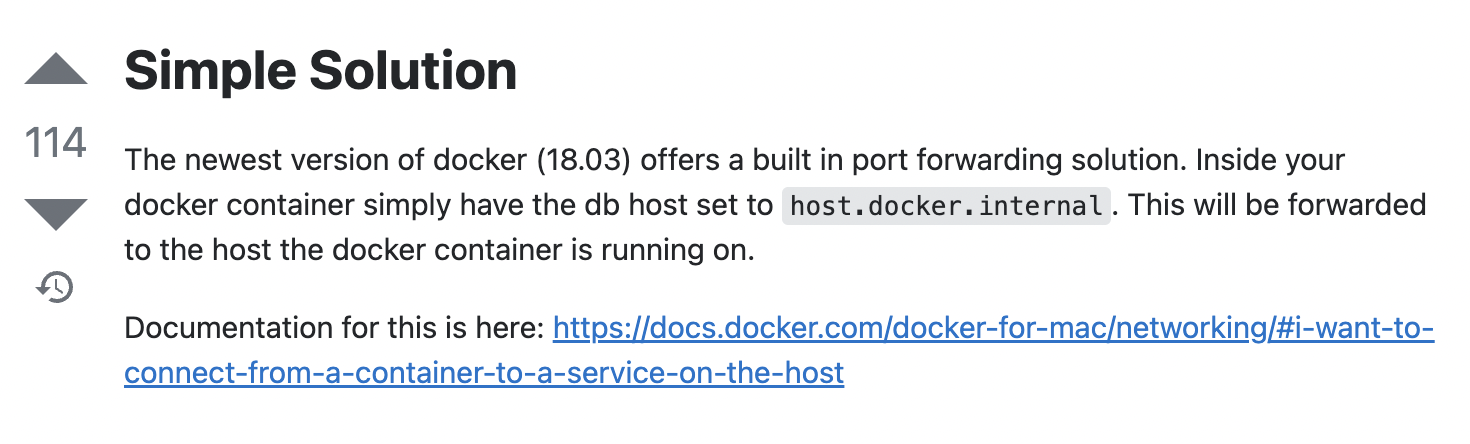 Simple Solution
114
The newest version of docker (18.03) offers a built in port forwarding solution. Inside your
docker container simply have the db host set to host.docker.internal. This will be forwarded
to the host the docker container is running on.
Documentation for this is here: https://docs.docker.com/docker-for-mac/networking/#i-want-to-
connect-from-a-container-to-a-service-on-the-host